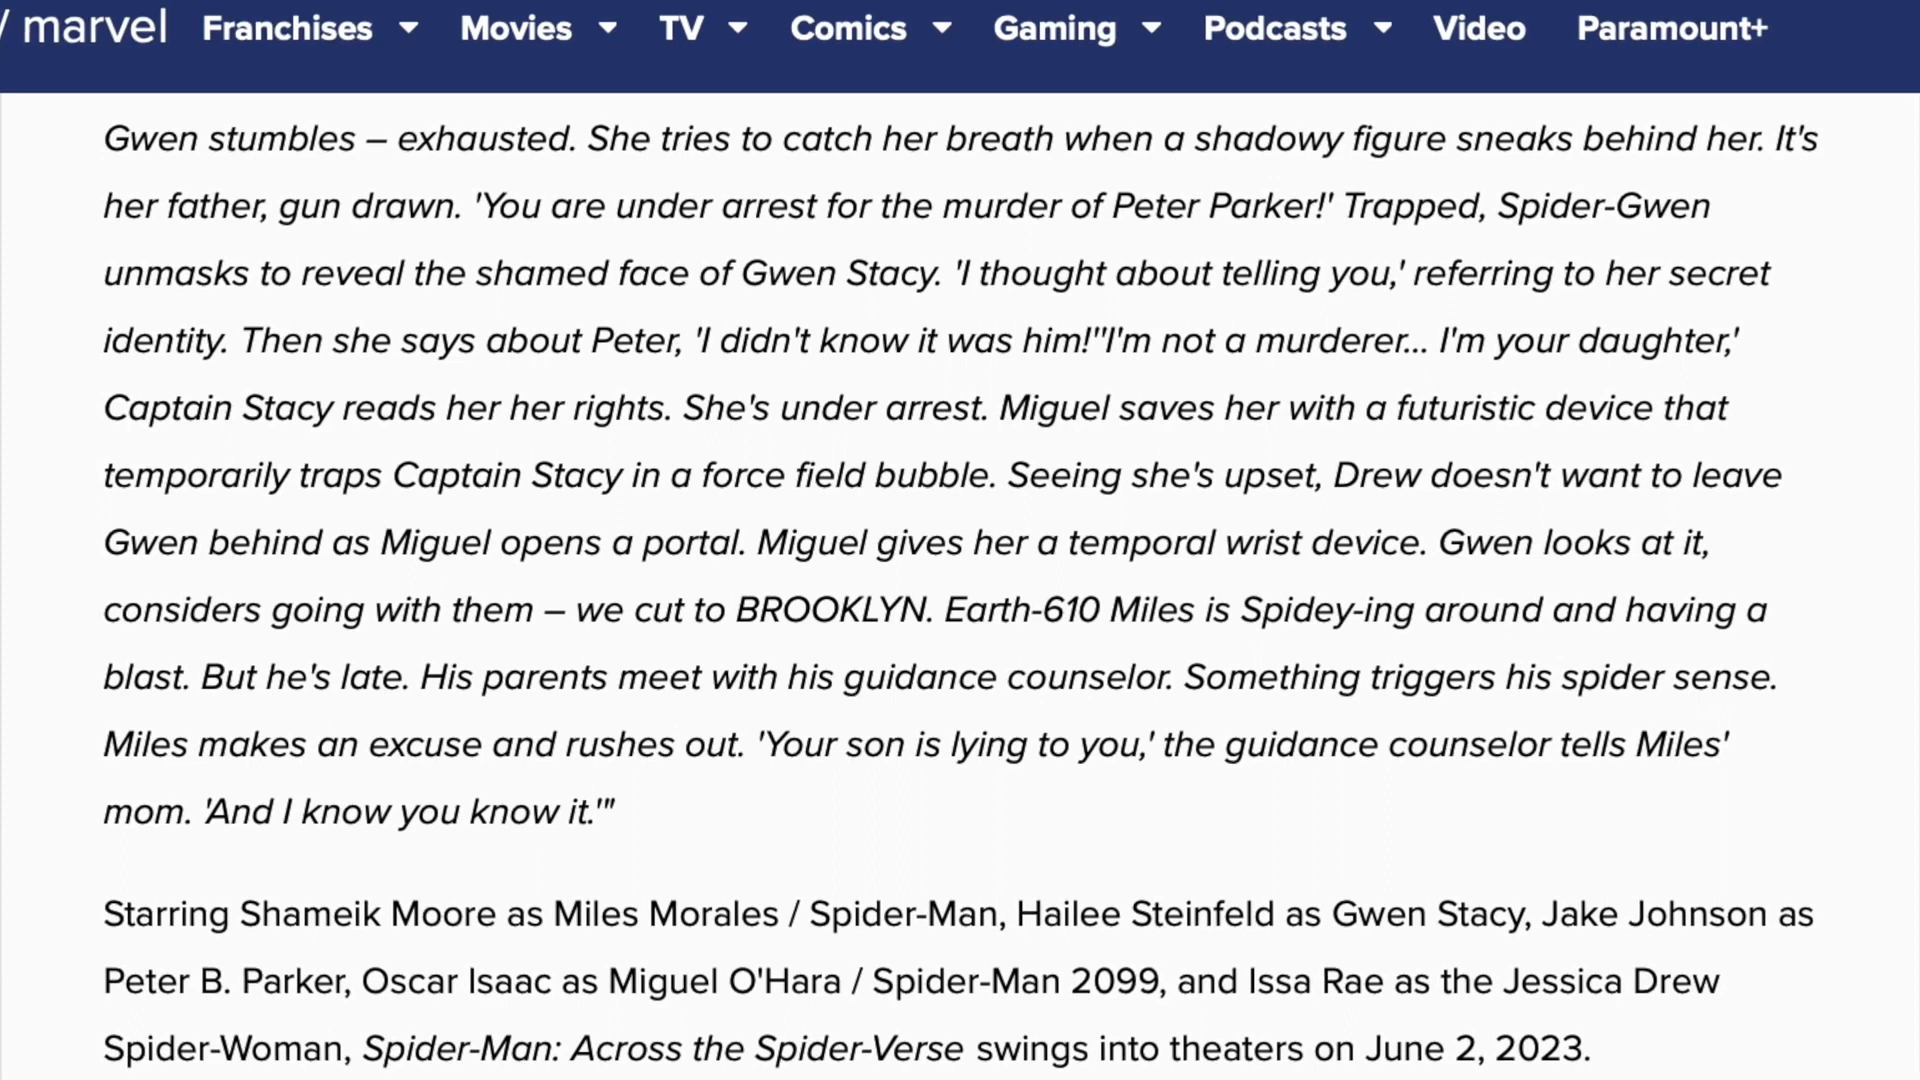 / marvel Franchises Movies TV Comics Gaming Podcasts Video Paramount+
Gwen stumbles – exhausted. She tries to catch her breath when a shadowy figure sneaks behind her. It's
her father, gun drawn. 'You are under arrest for the murder of Peter Parker!' Trapped, Spider-Gwen
unmasks to reveal the shamed face of Gwen Stacy. 'I thought about telling you,' referring to her secret
identity. Then she says about Peter, 'I didn't know it was him!''I'm not a murderer... I'm your daughter,'
Captain Stacy reads her her rights. She's under arrest. Miguel saves her with a futuristic device that
temporarily traps Captain Stacy in a force field bubble. Seeing she's upset, Drew doesn't want to leave
Gwen behind as Miguel opens a portal. Miguel gives her a temporal wrist device. Gwen looks at it,
considers going with them – we cut to BROOKLYN. Earth-610 Miles is Spidey-ing around and having a
blast. But he's late. His parents meet with his guidance counselor. Something triggers his spider sense.
Miles makes an excuse and rushes out. 'Your son is lying to you,' the guidance counselor tells Miles'
mom. 'And I know you know it.'"
Starring Shameik Moore as Miles Morales / Spider-Man, Hailee Steinfeld as Gwen Stacy, Jake Johnson as
Peter B. Parker, Oscar Isaac as Miguel O'Hara / Spider-Man 2099, and Issa Rae as the Jessica Drew
Spider-Woman, Spider-Man: Across the Spider-Verse swings into theaters on June 2, 2023.